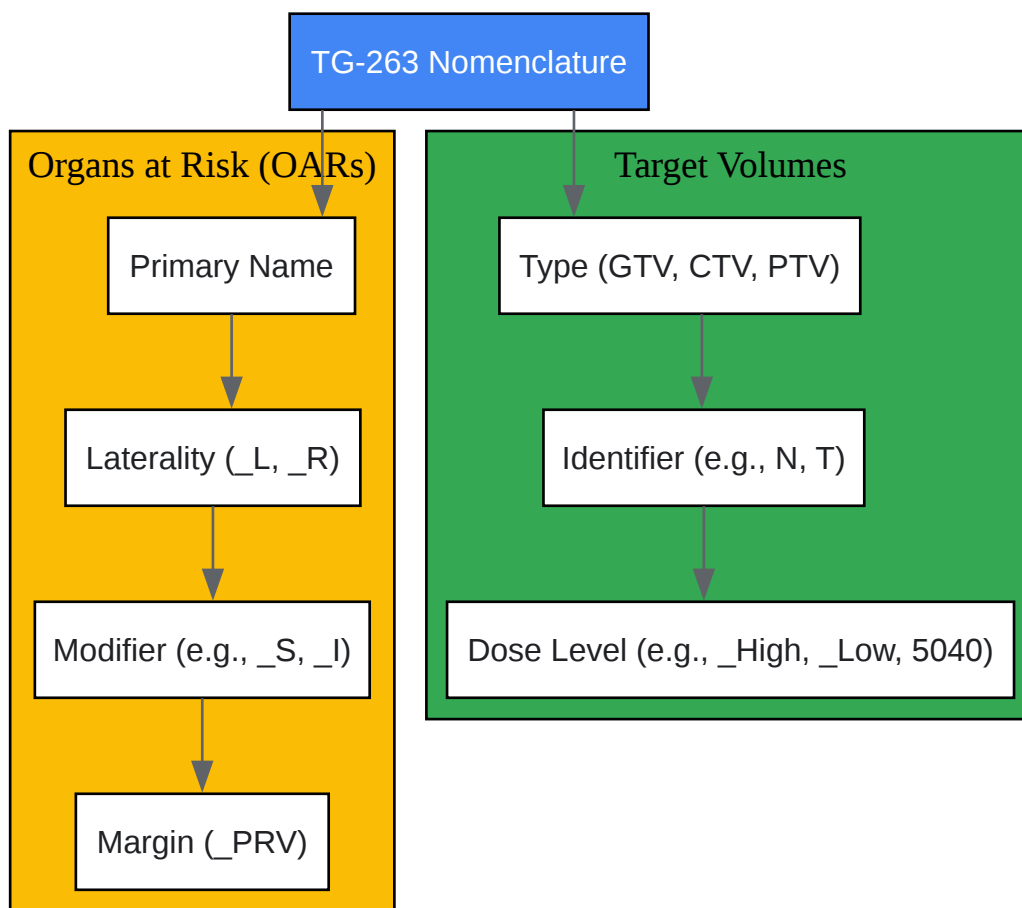 TG-263 Nomenclature
Organs at Risk (OARs)
Primary Name
Laterality (_L, _R)
Modifier (e.g., _S, _I)
Margin (_PRV)
Target Volumes
Type (GTV, CTV, PTV)
Identifier (e.g., N, T)
Dose Level (e.g., _High, _Low, 5040)